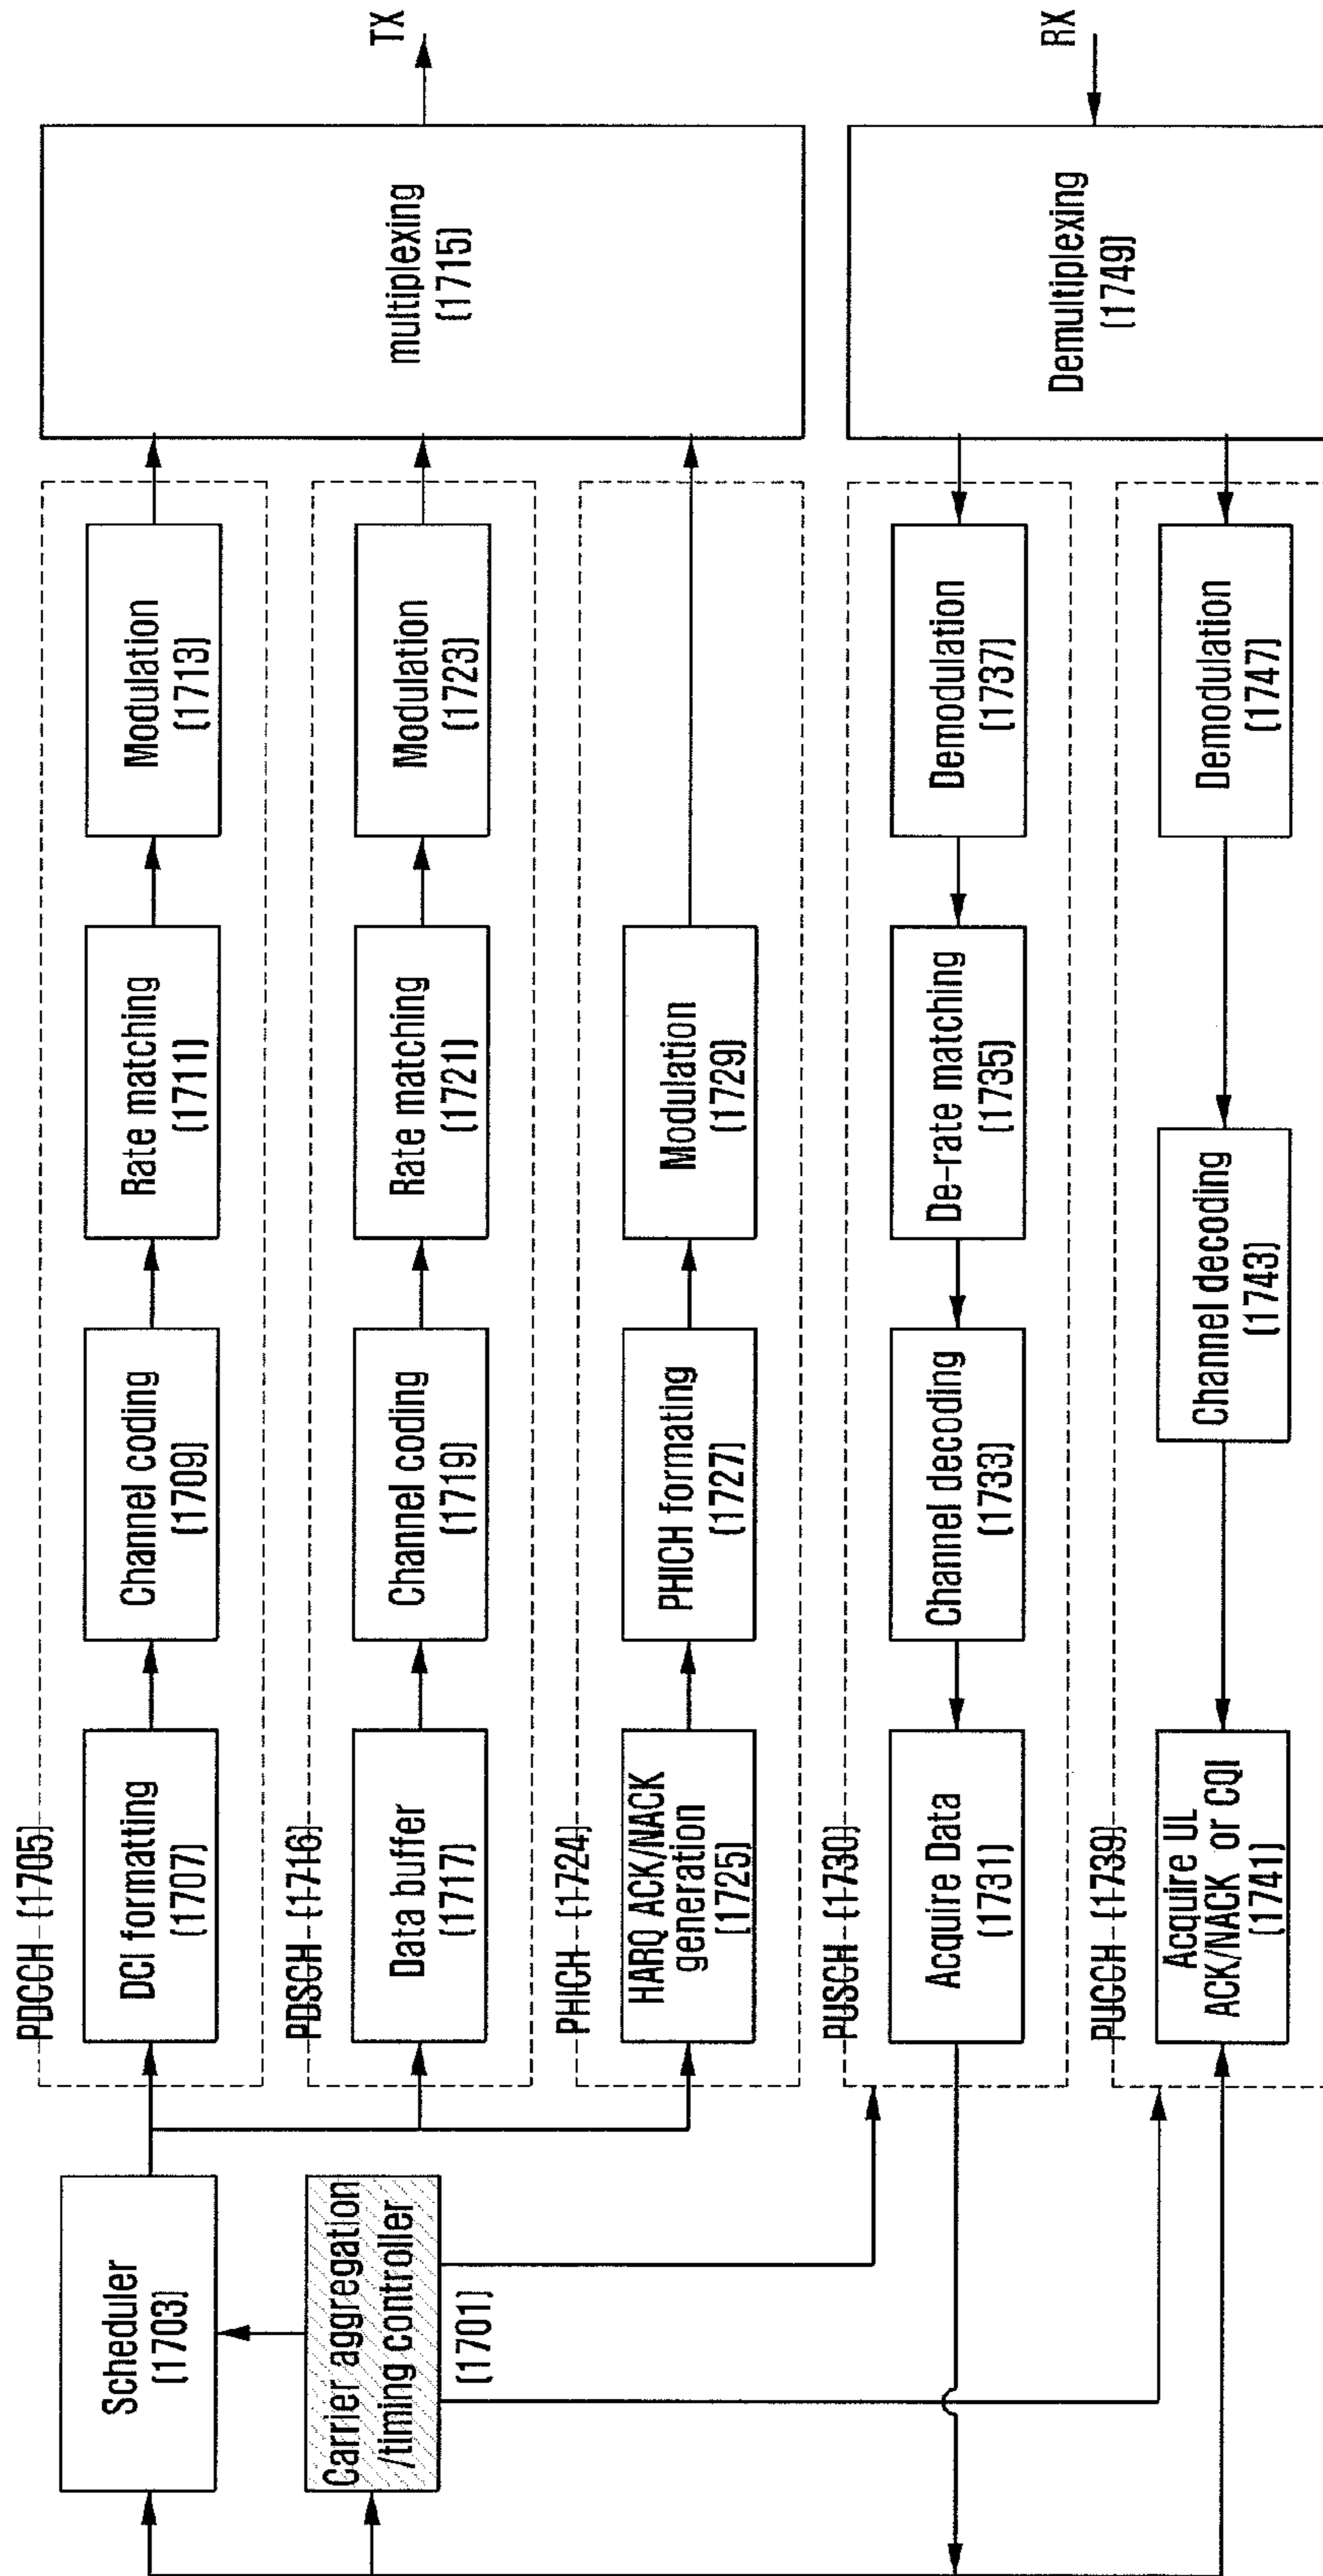 Scheduler
(1703)
Carrier aggregation
/timing controller
(1701)
PDCCH (1705)
DCI formatting
(1707)
Channel coding
(1709)
Rate matching
(1711)
Modulation
(1713)
PDSCH (1716)
Data buffer
(1717)
Channel coding
(1719)
Rate matching
(1721)
Modulation
(1723)
PHICH (1724)
HARQ ACK/NACK
generation
(1725)
PHICH formating
(1727)
Modulation
(1729)
multiplexing
(1715)
TX
PUSCH (1730)
Acquire Data
(1731)
Channel decoding
(1733)
De-rate matching
(1735)
Demodulation
(1737)
PUCCH (1739)
Acquire UL
ACK/NACK or CQI
(1741)
Channel decoding
(1743)
Demodulation
(1747)
Demultiplexing
(1749)
RX